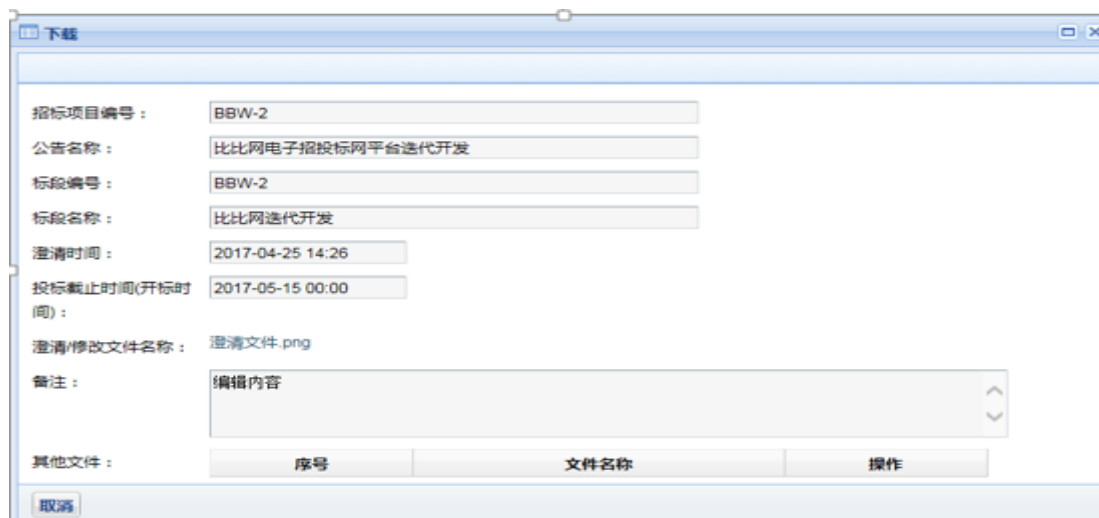 下载
招标项目编号： BBW-2
公告名称： 比比网电子招投标网平台迭代开发
标段编号： BBW-2
标段名称： 比比网迭代开发
澄清时间： 2017-04-25 14:26
投标截止时间(开标时 2017-05-15 00:00
间)：
澄清/修改文件名称： 澄清文件.png
备注： 编辑内容
其他文件： 序号 文件名称 操作
取消